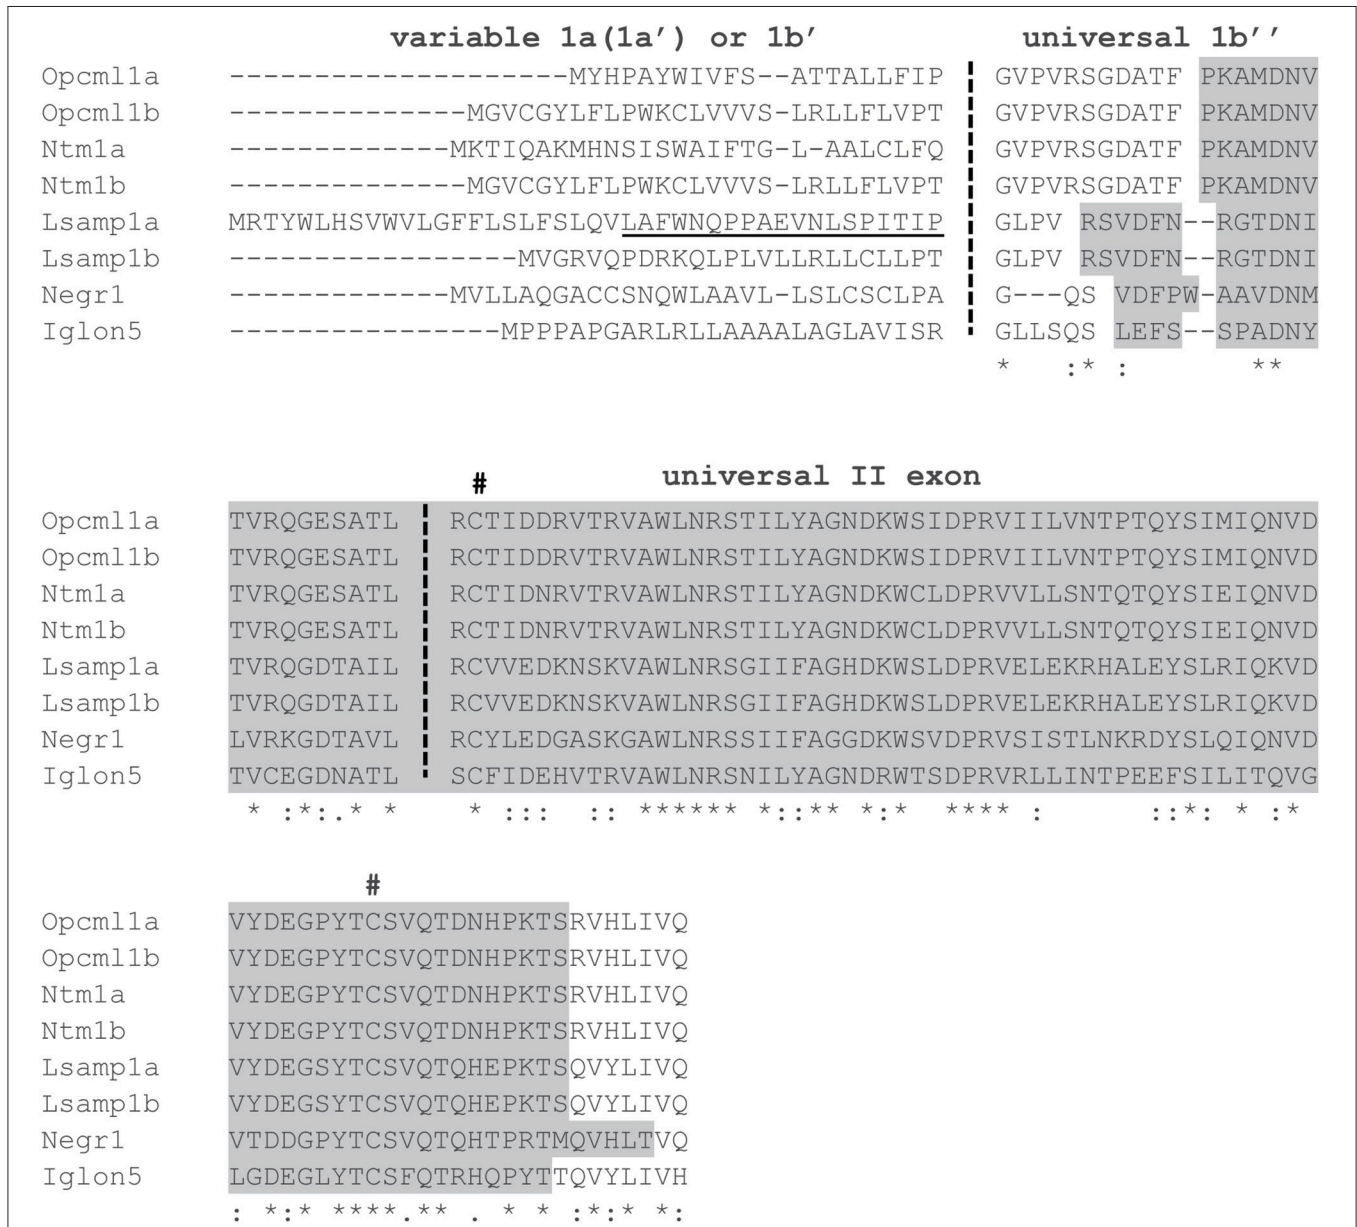 variable 1a(1a’) or 1b’ universal 1b’’
Opcml1a --------------------MYHPAYWIVFS--ATTALLFIP GVPVRSGDATF PKAMDNV
Opcml1b --------------MGVCGYLFLPWKCLVVVS-LRLLFLVPT GVPVRSGDATF PKAMDNV
Ntm1a -------------MKTIQAKMHNSISWAIFTG-L-AALCLFQ GVPVRSGDATF PKAMDNV
Ntm1b --------------MGVCGYLFLPWKCLVVVS-LRLLFLVPT GVPVRSGDATF PKAMDNV
Lsamp1a MRTYWLHSVWVLGFFLSLFSLQVLAFWNQPPAEVNLSPITIP GLPV RSVDFN--RGTDNI
Lsamp1b -----------------MVGRVQPDRKQLPLVLLRLLCLLPT GLPV RSVDFN--RGTDNI
Negr1 -------------MVLLAQGACCSNQWLAAVL-LSLCSCLPA G---QS VDFPW-AAVDNM
Iglon5 ----------------MPPPAPGARLRLLAAAALAGLAVISR GLLSQS LEFS--SPADNY
* :* : **
# universal II exon
Opcml1a TVRQGESATL RCTIDDRVTRVAWLNRSTILYAGNDKWSIDPRVIILVNTPTQYSIMIQNVD
Opcml1b TVRQGESATL RCTIDDRVTRVAWLNRSTILYAGNDKWSIDPRVIILVNTPTQYSIMIQNVD
Ntm1a TVRQGESATL RCTIDNRVTRVAWLNRSTILYAGNDKWCLDPRVVLLSNTQTQYSIEIQNVD
Ntm1b TVRQGESATL RCTIDNRVTRVAWLNRSTILYAGNDKWCLDPRVVLLSNTQTQYSIEIQNVD
Lsamp1a TVRQGDTAIL RCVVEDKNSKVAWLNRSGIIFAGHDKWSLDPRVELEKRHALEYSLRIQKVD
Lsamp1b TVRQGDTAIL RCVVEDKNSKVAWLNRSGIIFAGHDKWSLDPRVELEKRHALEYSLRIQKVD
Negr1 LVRKGDTAVL RCYLEDGASKGAWLNRSSIIFAGGDKWSVDPRVSISTLNKRDYSLQIQNVD
Iglon5 TVCEGDNATL SCFIDEHVTRVAWLNRSNILYAGNDRWTSDPRVRLLINTPEEFSILITQVG
* :*:.* * * ::: :: ****** *::** *:* **** : ::*: * :*
#
Opcml1a VYDEGPYTCSVQTDNHPKTSRVHLIVQ
Opcml1b VYDEGPYTCSVQTDNHPKTSRVHLIVQ
Ntm1a VYDEGPYTCSVQTDNHPKTSRVHLIVQ
Ntm1b VYDEGPYTCSVQTDNHPKTSRVHLIVQ
Lsamp1a VYDEGSYTCSVQTQHEPKTSQVYLIVQ
Lsamp1b VYDEGSYTCSVQTQHEPKTSQVYLIVQ
Negr1 VTDDGPYTCSVQTQHTPRTMQVHLTVQ
Iglon5 LGDEGLYTCSFQTRHQPYTTQVYLIVH
: *:* ****.** . * * :*:* *: